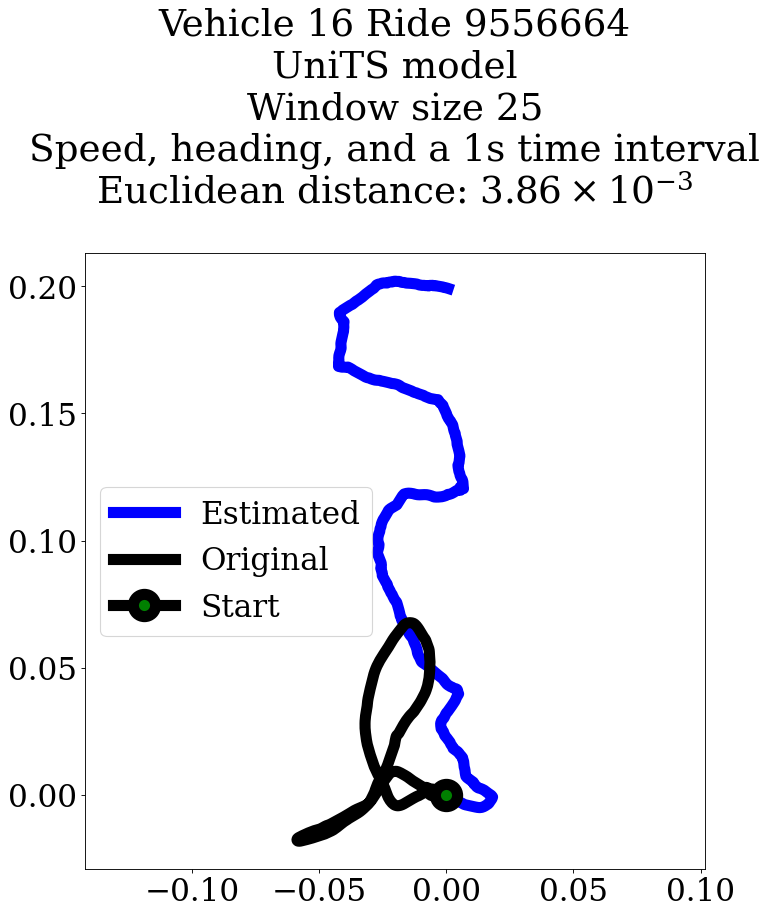 Vehicle 16 Ride 9556664
UniTS model
Window size 25
Speed, heading, and a 1s time interval
Euclidean distance: 3.86 × 10⁻³
0.20
0.15
0.10
0.05
0.00
Estimated
Original
Start
−0.10 −0.05 0.00 0.05 0.10